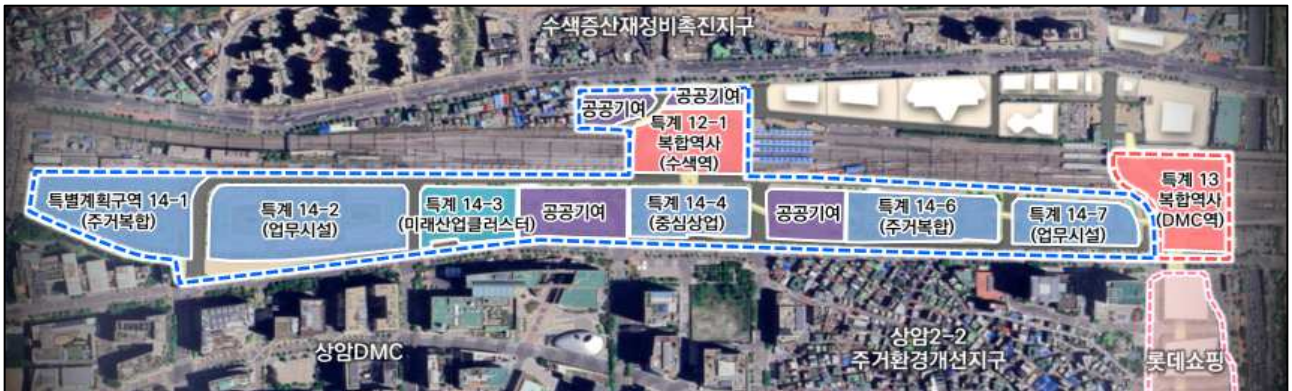 수색증산재정비촉진지구
공공기여
공공기여
특계 12-1
복합역사
(수색역)
특별계획구역 14-1
(주거복합)
특계 14-2
(업무시설)
특계 14-3
(미래산업클러스터)
공공기여
특계 14-4
(중심상업)
공공기여
특계 14-6
(주거복합)
특계 14-7
(업무시설)
특계 13
복합역사
(DMC역)
상암DMC
상암2-2
주거환경개선지구
롯데쇼핑